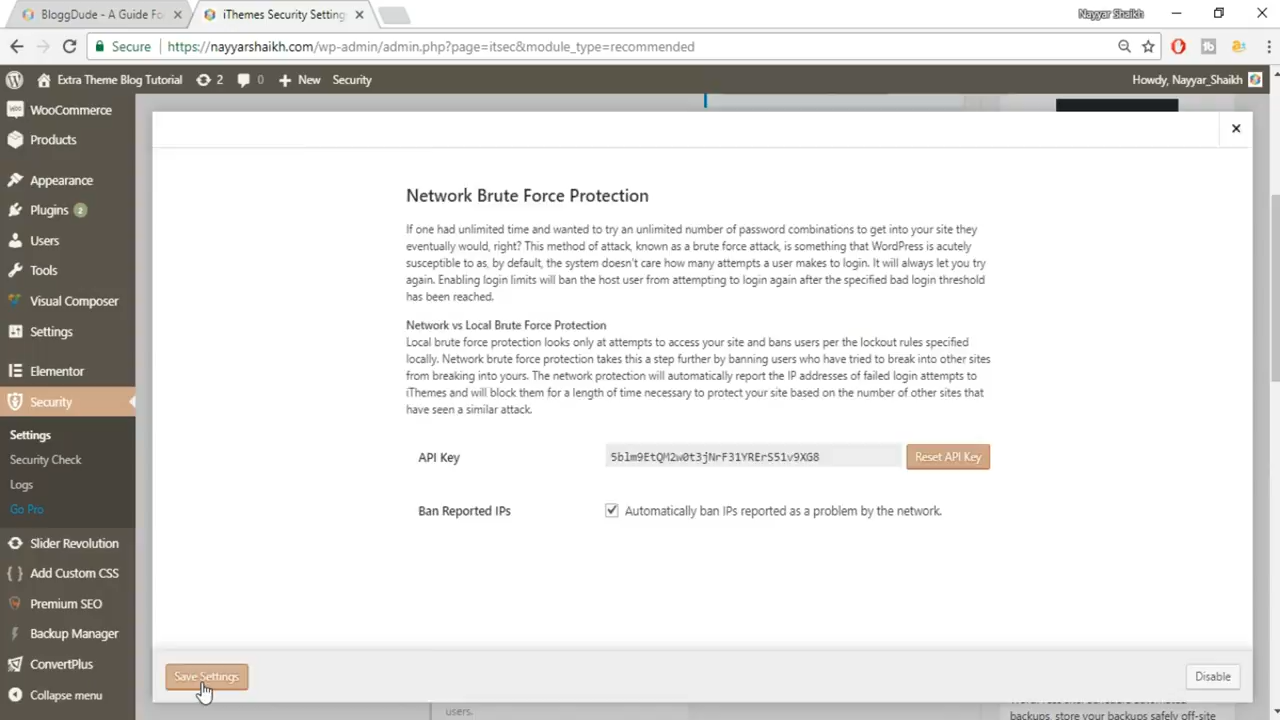 BloggDude - A Guide Fo
iThemes Security Setting
Nayyar Shaikh
Secure
https://nayyarshaikh.com/wp-admin/admin.php?page=itsec&module_type=recommended
Extra Theme Blog Tutorial
2
0
New
Security
Howdy, Nayyar_Shaikh
WooCommerce
Products
Appearance
Plugins 2
Users
Tools
Visual Composer
Settings
Elementor
Security
Settings
Security Check
Logs
Go Pro
Slider Revolution
Add Custom CSS
Premium SEO
Backup Manager
ConvertPlus
Collapse menu
Network Brute Force Protection
If one had unlimited time and wanted to try an unlimited number of password combinations to get into your site they
eventually would, right? This method of attack, known as a brute force attack, is something that WordPress is acutely
susceptible to as, by default, the system doesn't care how many attempts a user makes to login. It will always let you try
again. Enabling login limits will ban the host user from attempting to login again after the specified bad login threshold
has been reached.
Network vs Local Brute Force Protection
Local brute force protection looks only at attempts to access your site and bans users per the lockout rules specified
locally. Network brute force protection takes this a step further by banning users who have tried to break into other sites
from breaking into yours. The network protection will automatically report the IP addresses of failed login attempts to
iThemes and will block them for a length of time necessary to protect your site based on the number of other sites that
have seen a similar attack.
API Key
5blm9EtQM2w0t3jNrF31YRErS51v9XG8
Reset API Key
Ban Reported IPs
Automatically ban IPs reported as a problem by the network.
Save Settings
Disable
users.
backups, store your backups safely off-site